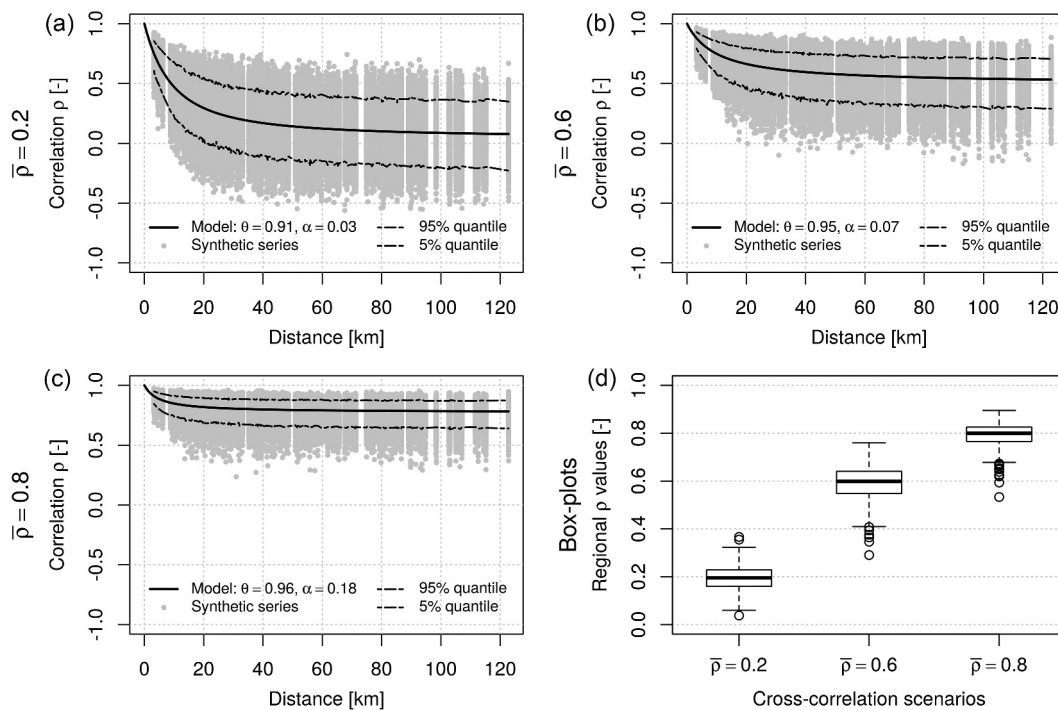 (a)
ρ̅ = 0.2
Correlation ρ [-]
1.0
0.5
0.0
-0.5
-1.0
Model: θ = 0.91, α = 0.03
Synthetic series
95% quantile
5% quantile
0 20 40 60 80 100 120
Distance [km]
(b)
ρ̅ = 0.6
Correlation ρ [-]
1.0
0.5
0.0
-0.5
-1.0
Model: θ = 0.95, α = 0.07
Synthetic series
95% quantile
5% quantile
0 20 40 60 80 100 120
Distance [km]
(c)
ρ̅ = 0.8
Correlation ρ [-]
1.0
0.5
0.0
-0.5
-1.0
Model: θ = 0.96, α = 0.18
Synthetic series
95% quantile
5% quantile
0 20 40 60 80 100 120
Distance [km]
(d)
Box-plots
Regional ρ values [-]
1.0
0.8
0.6
0.4
0.2
0.0
ρ̅ = 0.2 ρ̅ = 0.6 ρ̅ = 0.8
Cross-correlation scenarios